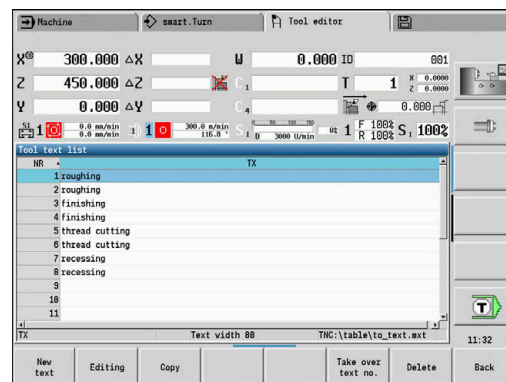 Machine smart.Turn Tool editor
X 300.000 ΔX U 0.000 ID 001
Z 450.000 ΔZ C1 T 1 X 0.0000
Z 0.0000
Y 0.000 ΔY C4 0.000
S1 1 0.0 mm/min 1 1 300.0 m/min S 1 0 50 100 150 0% 1 F 100% S1 100%
0.0 mm/min 116.8 ° D 3000 U/min R 100%
Tool text list
NR TX
1 roughing
2 roughing
3 finishing
4 finishing
5 thread cutting
6 thread cutting
7 recessing
8 recessing
9
10
11
TX Text width 80 TNC:\table\to_text.mxt
T
11:32
New text Editing Copy Take over text no. Delete Back